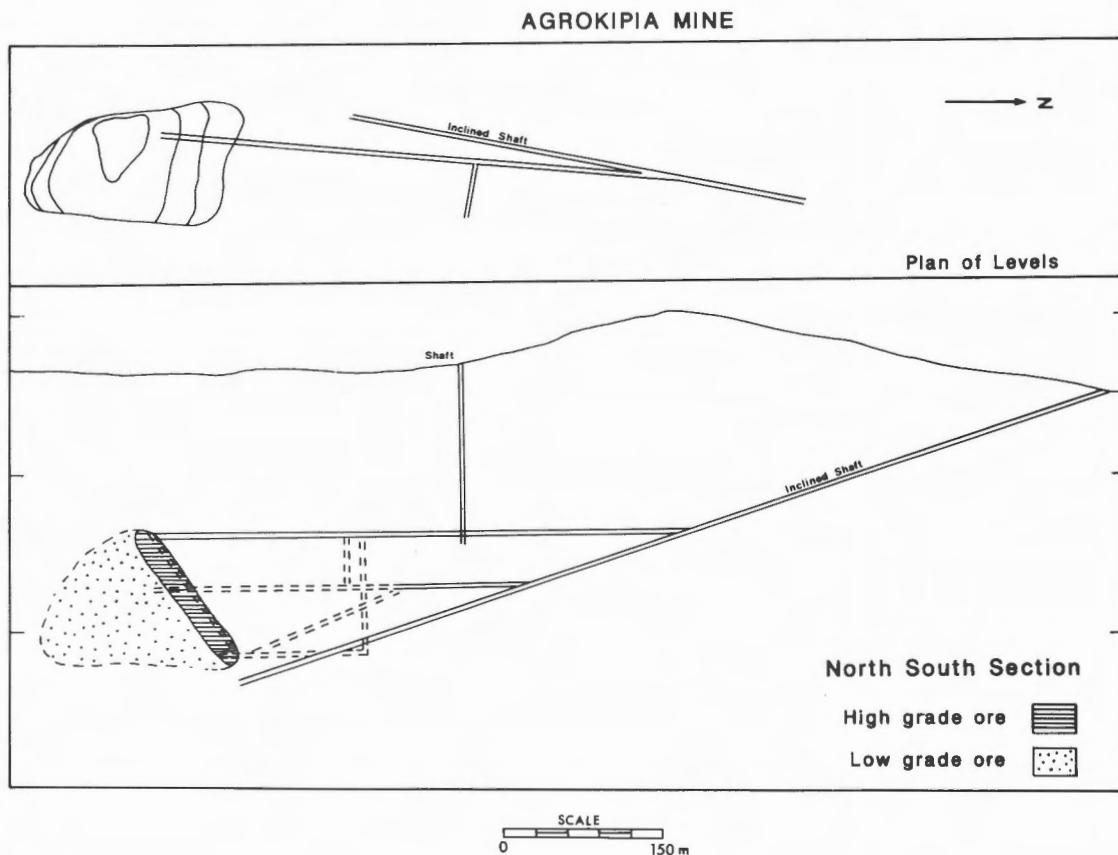 AGROKIPIA MINE
N
Inclined Shaft
Plan of Levels
Shaft
Inclined Shaft
North South Section
High grade ore
Low grade ore
SCALE
0 150 m